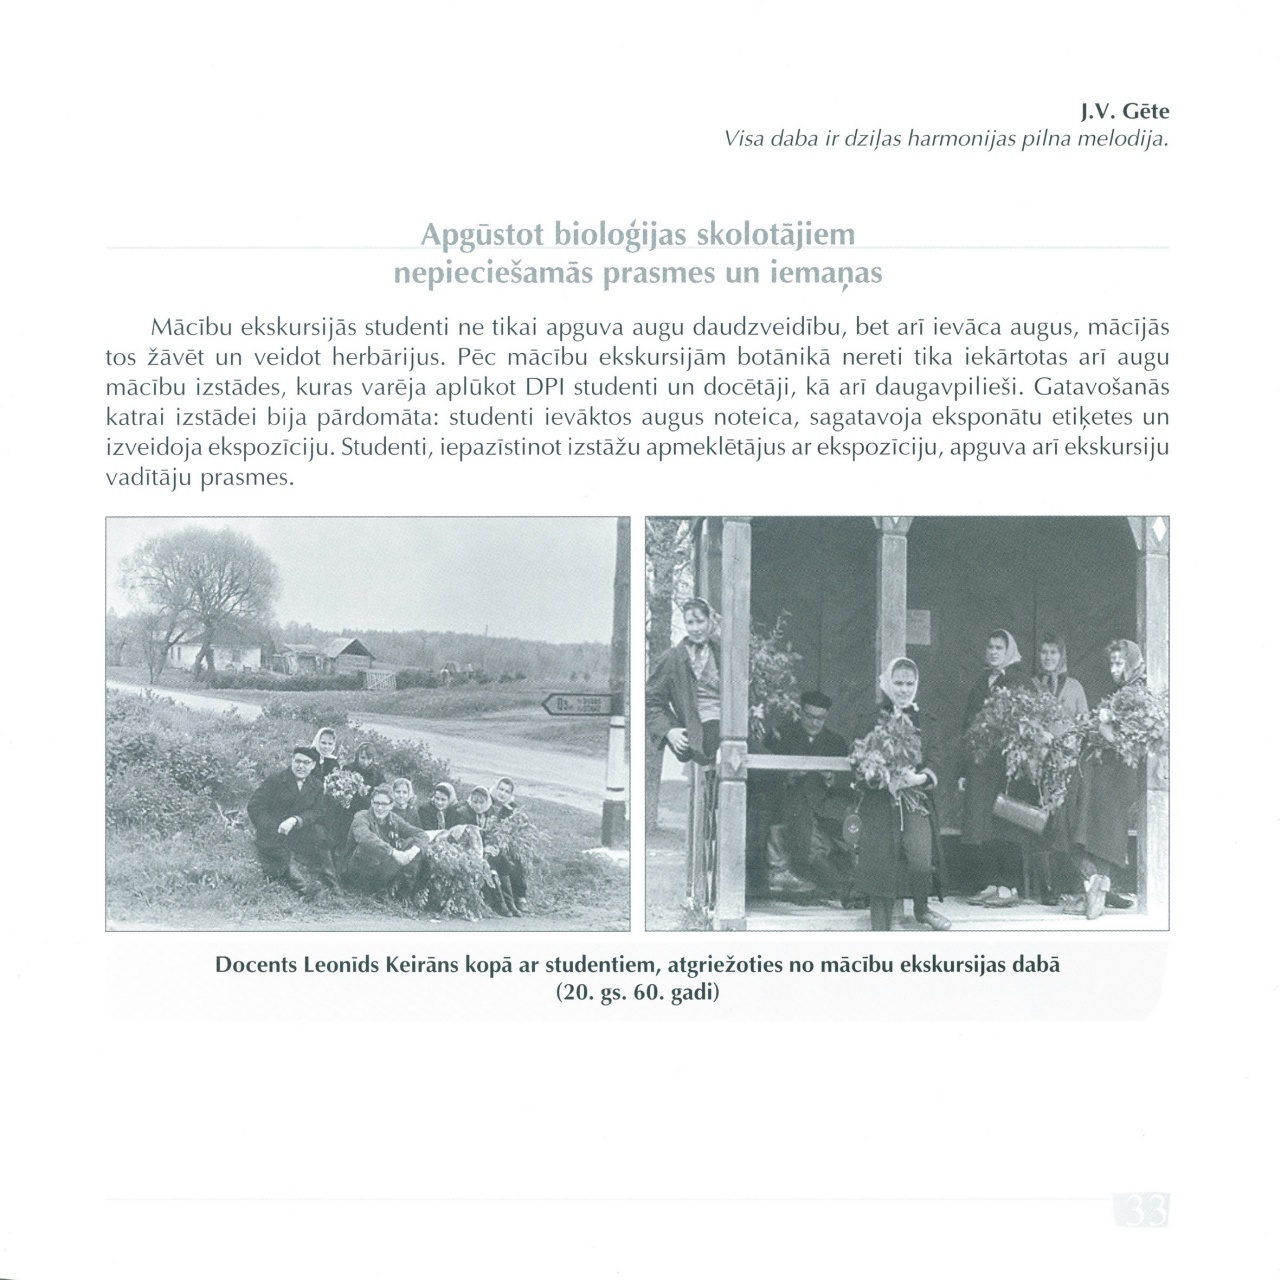 J.V. Gēte
Visa daba ir dziļas harmonijas pilna melodija.
Apgūstot bioloģijas skolotājiem
nepieciešamās prasmes un iemaņas
Mācību ekskursijās studenti ne tikai apguva augu daudzveidību, bet arī ievāca augus, mācījās
tos žāvēt un veidot herbārijus. Pēc mācību ekskursijām botānikā nereti tika iekārtotas arī augu
mācību izstādes, kuras varēja aplūkot DPI studenti un docētāji, kā arī daugavpilieši. Gatavošanās
katrai izstādei bija pārdomāta: studenti ievāktos augus noteica, sagatavoja eksponātu etiķetes un
izveidoja ekspozīciju. Studenti, iepazīstinot izstāžu apmeklētājus ar ekspozīciju, apguva arī ekskursiju
vadītāju prasmes.
Docents Leonīds Keirāns kopā ar studentiem, atgriežoties no mācību ekskursijas dabā
(20. gs. 60. gadi)
33